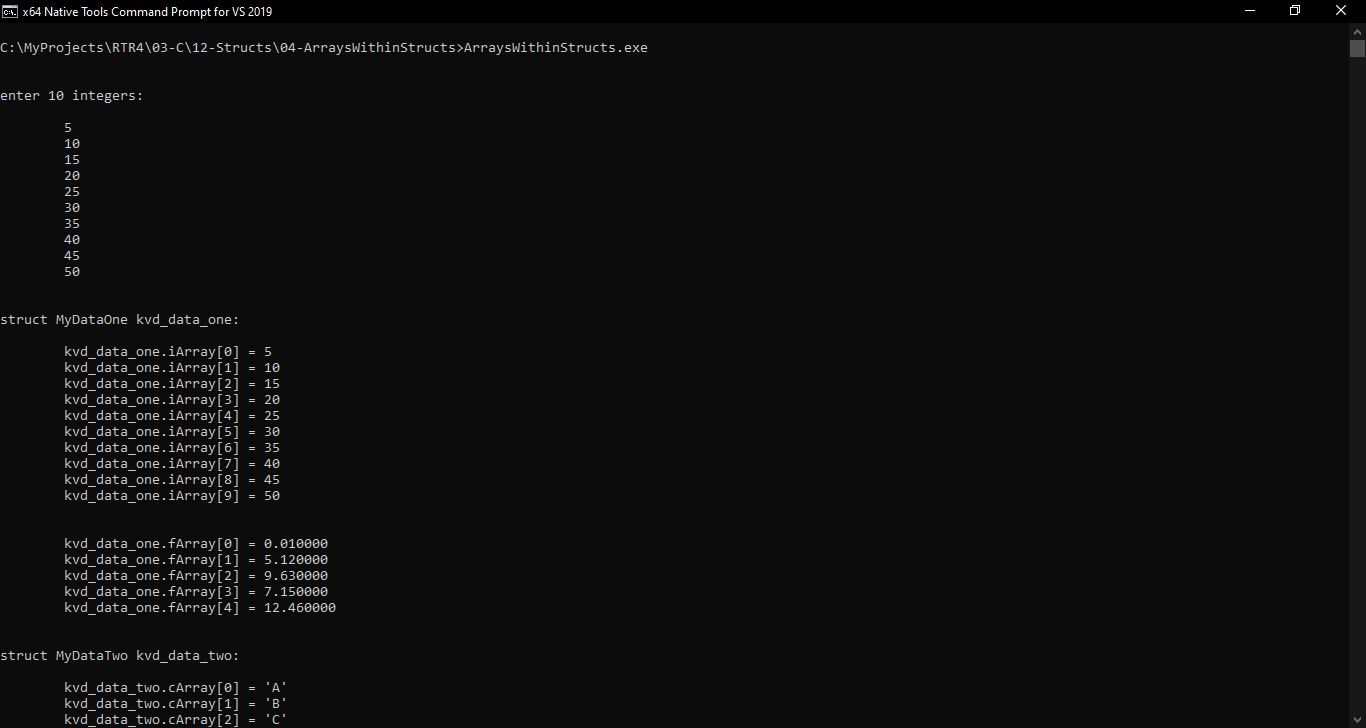 x64 Native Tools Command Prompt for VS 2019
C:\MyProjects\RTR4\03-C\12-Structs\04-ArraysWithinStructs>ArraysWithinStructs.exe
enter 10 integers:
5
10
15
20
25
30
35
40
45
50
struct MyDataOne kvd_data_one:
kvd_data_one.iArray[0] = 5
kvd_data_one.iArray[1] = 10
kvd_data_one.iArray[2] = 15
kvd_data_one.iArray[3] = 20
kvd_data_one.iArray[4] = 25
kvd_data_one.iArray[5] = 30
kvd_data_one.iArray[6] = 35
kvd_data_one.iArray[7] = 40
kvd_data_one.iArray[8] = 45
kvd_data_one.iArray[9] = 50
kvd_data_one.fArray[0] = 0.010000
kvd_data_one.fArray[1] = 5.120000
kvd_data_one.fArray[2] = 9.630000
kvd_data_one.fArray[3] = 7.150000
kvd_data_one.fArray[4] = 12.460000
struct MyDataTwo kvd_data_two:
kvd_data_two.cArray[0] = 'A'
kvd_data_two.cArray[1] = 'B'
kvd_data_two.cArray[2] = 'C'